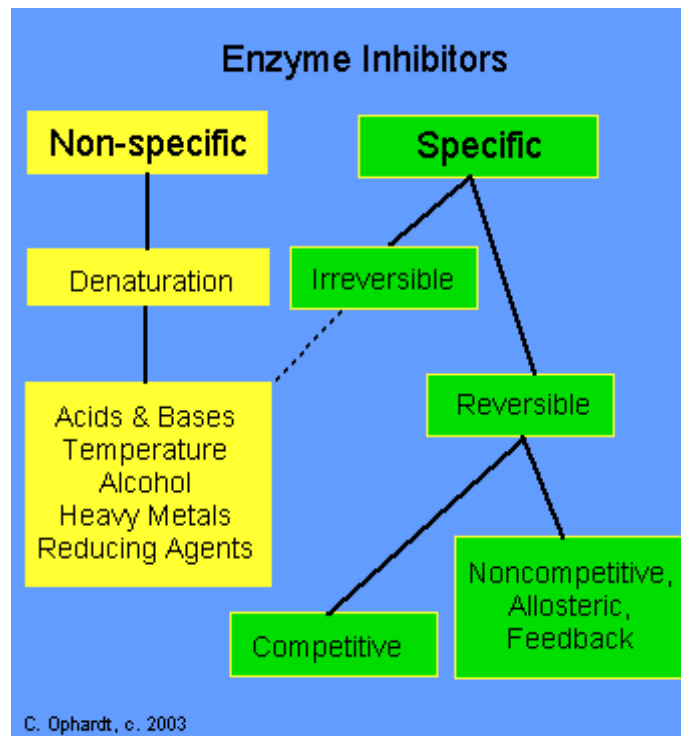 Enzyme Inhibitors
Non-specific
Specific
Denaturation
Irreversible
Acids & Bases
Temperature
Alcohol
Heavy Metals
Reducing Agents
Reversible
Competitive
Noncompetitive,
Allosteric,
Feedback
C. Ophardt, c. 2003